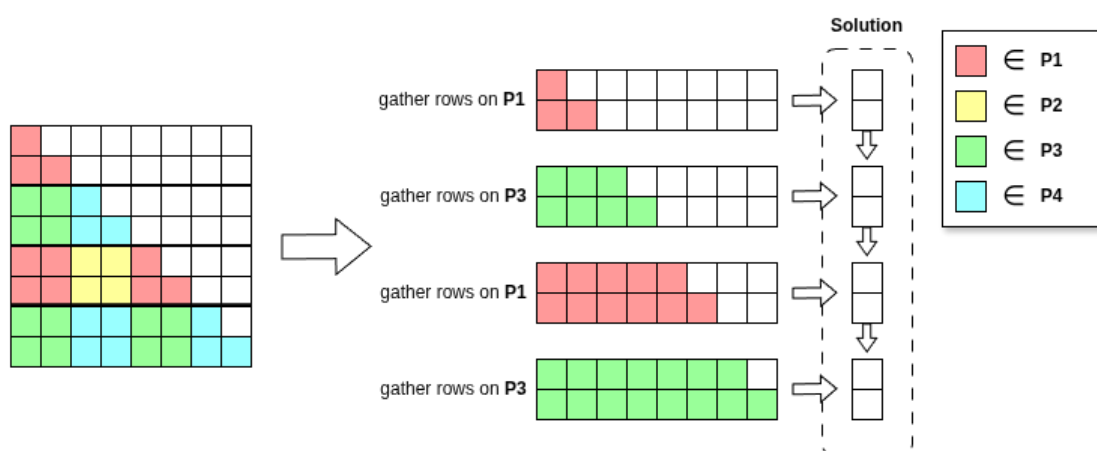 Solution
gather rows on P1
gather rows on P3
gather rows on P1
gather rows on P3
∈ P1
∈ P2
∈ P3
∈ P4